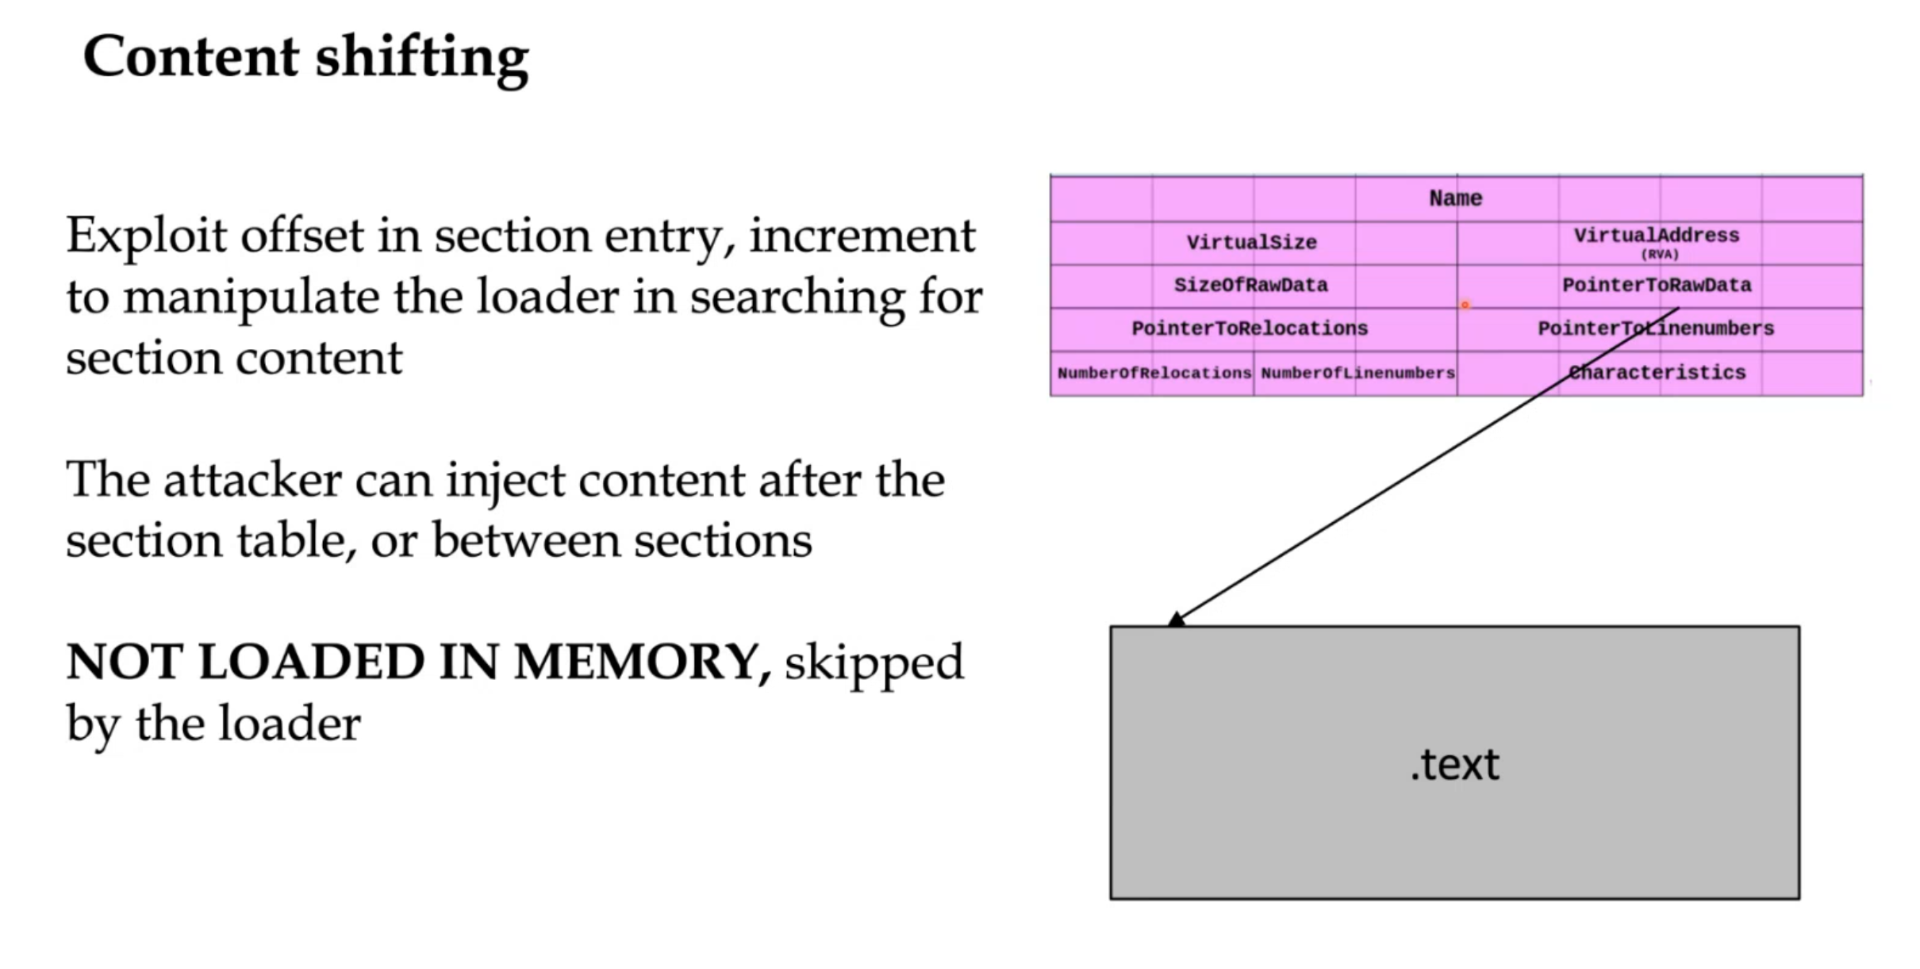 Content shifting
Exploit offset in section entry, increment
to manipulate the loader in searching for
section content
The attacker can inject content after the
section table, or between sections
NOT LOADED IN MEMORY, skipped
by the loader
Name
VirtualSize VirtualAddress
(RVA)
SizeOfRawData PointerToRawData
PointerToRelocations PointerToLinenumbers
NumberOfRelocations NumberOfLinenumbers Characteristics
.text